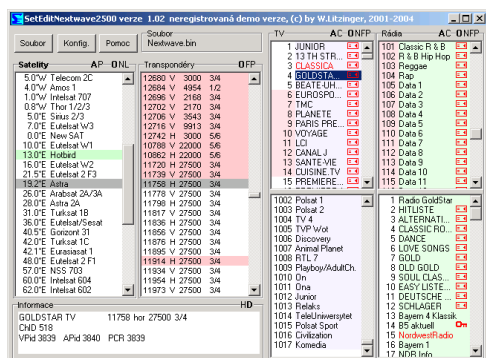 SetEditNextwave2500 verze 1.02 neregistrovaná demo verze, (c) by W.Litzinger, 2001-2004
Soubor Konfig. Pomoc
Soubor
Nextwave.bin
Satelity AP ONL
5.0°W Telecom 2C
4.0°W Amos 1
1.0°W Intelsat 707
0.8°W Thor 1/2/3
5.0°E Sirius 2/3
7.0°E Eutelsat W3
0.0°E New SAT
10.0°E Eutelsat W1
13.0°E Hotbird
16.0°E Eutelsat W2
21.5°E Eutelsat 2 F3
19.2°E Astra
26.0°E Arabsat 2A/3A
28.0°E Astra 2A
31.0°E Turksat 1B
36.0°E Eutelsat/Sesat
40.5°E Gorizont 31
42.0°E Turksat 1C
42.1°E Eurasiasat 1
48.0°E Eutelsat 2 F1
57.0°E NSS 703
60.0°E Intelsat 604
62.0°E Intelsat 602
Transpondéry OFP
12680 V 3000 3/4
12684 V 4954 1/2
12696 V 2168 3/4
12702 V 2170 3/4
12706 V 3543 3/4
12716 V 9913 3/4
12742 H 3000 5/6
10788 V 22000 5/6
10862 H 22000 5/6
11720 H 27500 3/4
11739 V 27500 3/4
11758 H 27500 3/4
11778 V 27500 3/4
11798 H 27500 3/4
11817 V 27500 3/4
11836 H 27500 3/4
11856 V 27500 3/4
11876 H 27500 3/4
11895 V 27500 3/4
11914 H 27500 3/4
11934 V 27500 3/4
11954 H 27500 3/4
11973 V 27500 3/4
Informace HD
GOLDSTAR TV 11758 hor 27500 3/4
ChID 518
VPid 3839 APid 3840 PCR 3839
TV AC ONFP
1 JUNIOR
2 13 TH STR...
3 CLASSICA
4 GOLDSTA...
5 BEATE-UH...
6 EUROSPO...
7 TMC
8 PLANETE
9 PARIS PRE...
10 VOYAGE
11 LCI
12 CANAL J
13 SANTE-VIE
14 CUISINE.TV
15 PREMIERE...
Rádia AC ONFP
101 Classic R & B
102 R & B Hip Hop
103 Reggae
104 Rap
105 Data 1
106 Data 2
107 Data 3
108 Data 4
109 Data 5
110 Data 6
111 Data 7
112 Data 8
113 Data 9
114 Data 10
115 Data 11
1002 Polsat 1
1003 Polsat 2
1004 TV 4
1005 TVP Wot
1006 Discovery
1007 Animal Planet
1008 RTL 7
1009 Playboy/AdultCh.
1010 On
1011 Ona
1012 Junior
1013 Relaks
1014 TeleUniwersytet
1015 Polsat Sport
1016 Civilization
1017 Komedia
1 Radio GoldStar
2 HITLISTE
3 ALTERNATI...
4 CLASSIC RO...
5 DANCE
6 LOVE SONGS
7 GOLD
8 OLD GOLD
9 SOUL CLAS...
10 EASY LISTE...
11 DEUTSCHE ...
12 SCHLAGER
13 Bayern 4 Klassik
14 B5 aktuell
15 NordwestRadio
16 Bayern 1
17 NDR Info